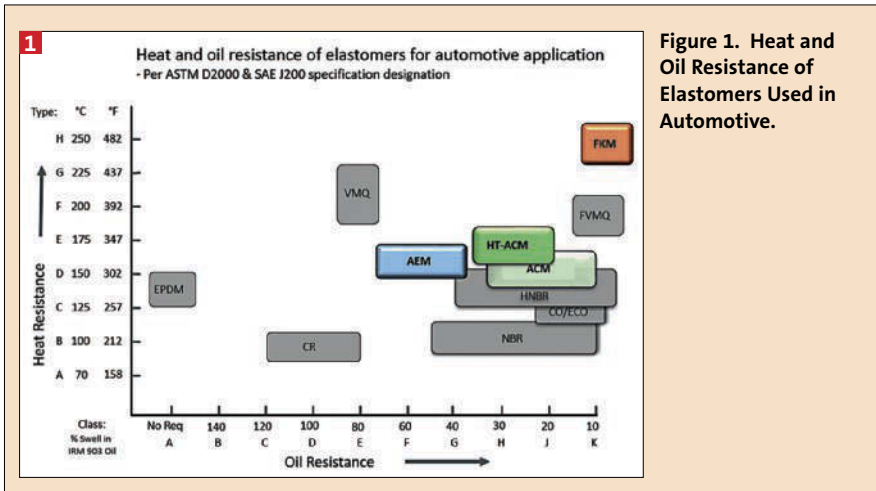 1
Heat and oil resistance of elastomers for automotive application
- Per ASTM D2000 & SAE J200 specification designation
Type: °C °F
H 250 482
G 225 437
F 200 392
E 175 347
D 150 302
C 125 257
B 100 212
A 70 158
Heat Resistance
FKM
VMQ
FVMQ
HT-ACM
AEM
ACM
EPDM
HNBR
CO/ECO
CR
NBR
Class: No Req 140 120 100 80 60 40 30 20 10
% Swell in IRM 903 Oil
A B C D E F G H J K
Oil Resistance
Figure 1. Heat and
Oil Resistance of
Elastomers Used in
Automotive.